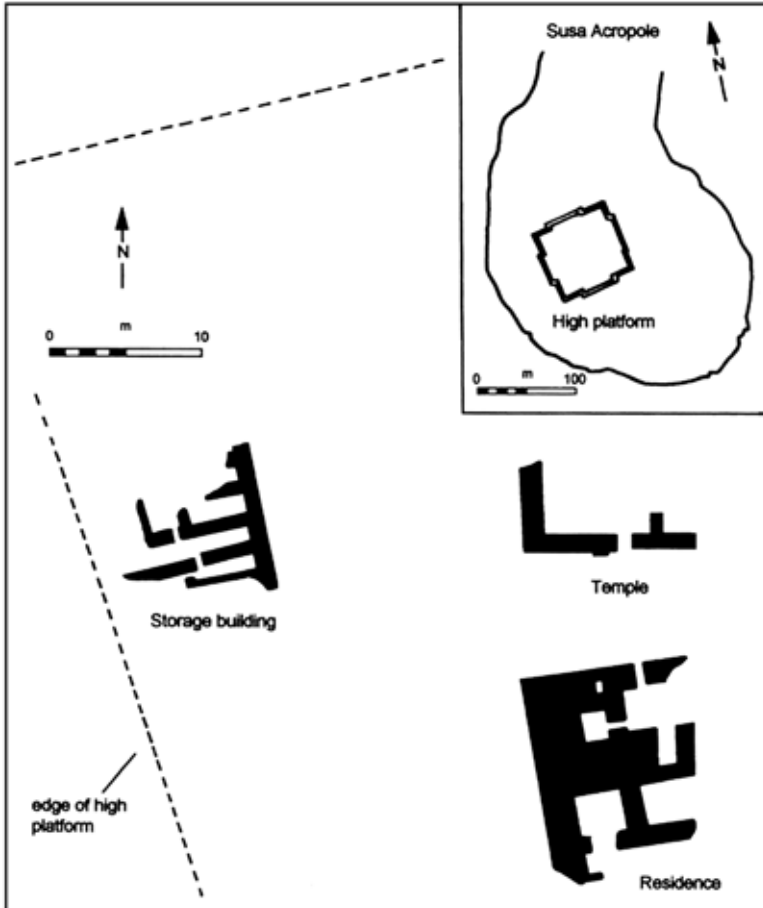 Susa Acropole
N
High platform
m
0 100
N
m
0 10
Storage building
Temple
edge of high
platform
Residence